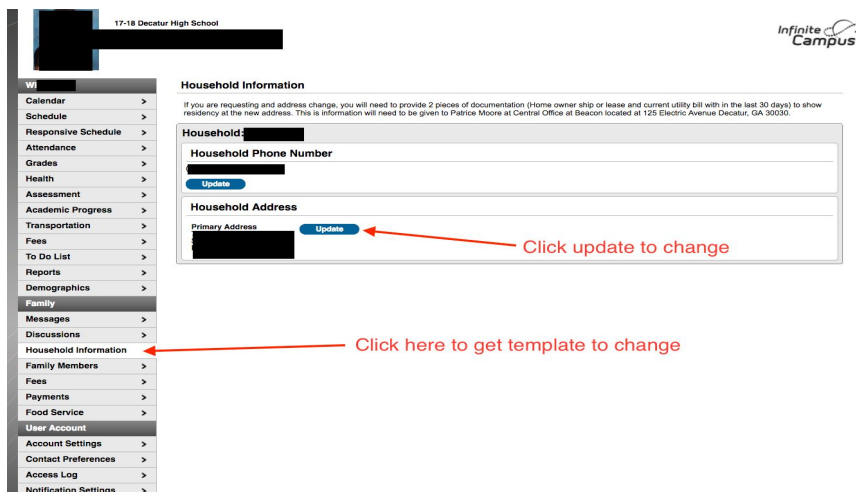 17-18 Decatur High School
Infinite
Campus
Wi
Calendar >
Schedule >
Responsive Schedule >
Attendance >
Grades >
Health >
Assessment >
Academic Progress >
Transportation >
Fees >
To Do List >
Reports >
Demographics >
Family
Messages >
Discussions >
Household Information
Family Members >
Fees >
Payments >
Food Service >
User Account
Account Settings >
Contact Preferences >
Access Log >
Notification Settings >
Household Information
If you are requesting and address change, you will need to provide 2 pieces of documentation (Home owner ship or lease and current utility bill with in the last 30 days) to show
residency at the new address. This is information will need to be given to Patrice Moore at Central Office at Beacon located at 125 Electric Avenue Decatur, GA 30030.
Household:
Household Phone Number
(
Update
Household Address
Primary Address
Update
Click update to change
Click here to get template to change